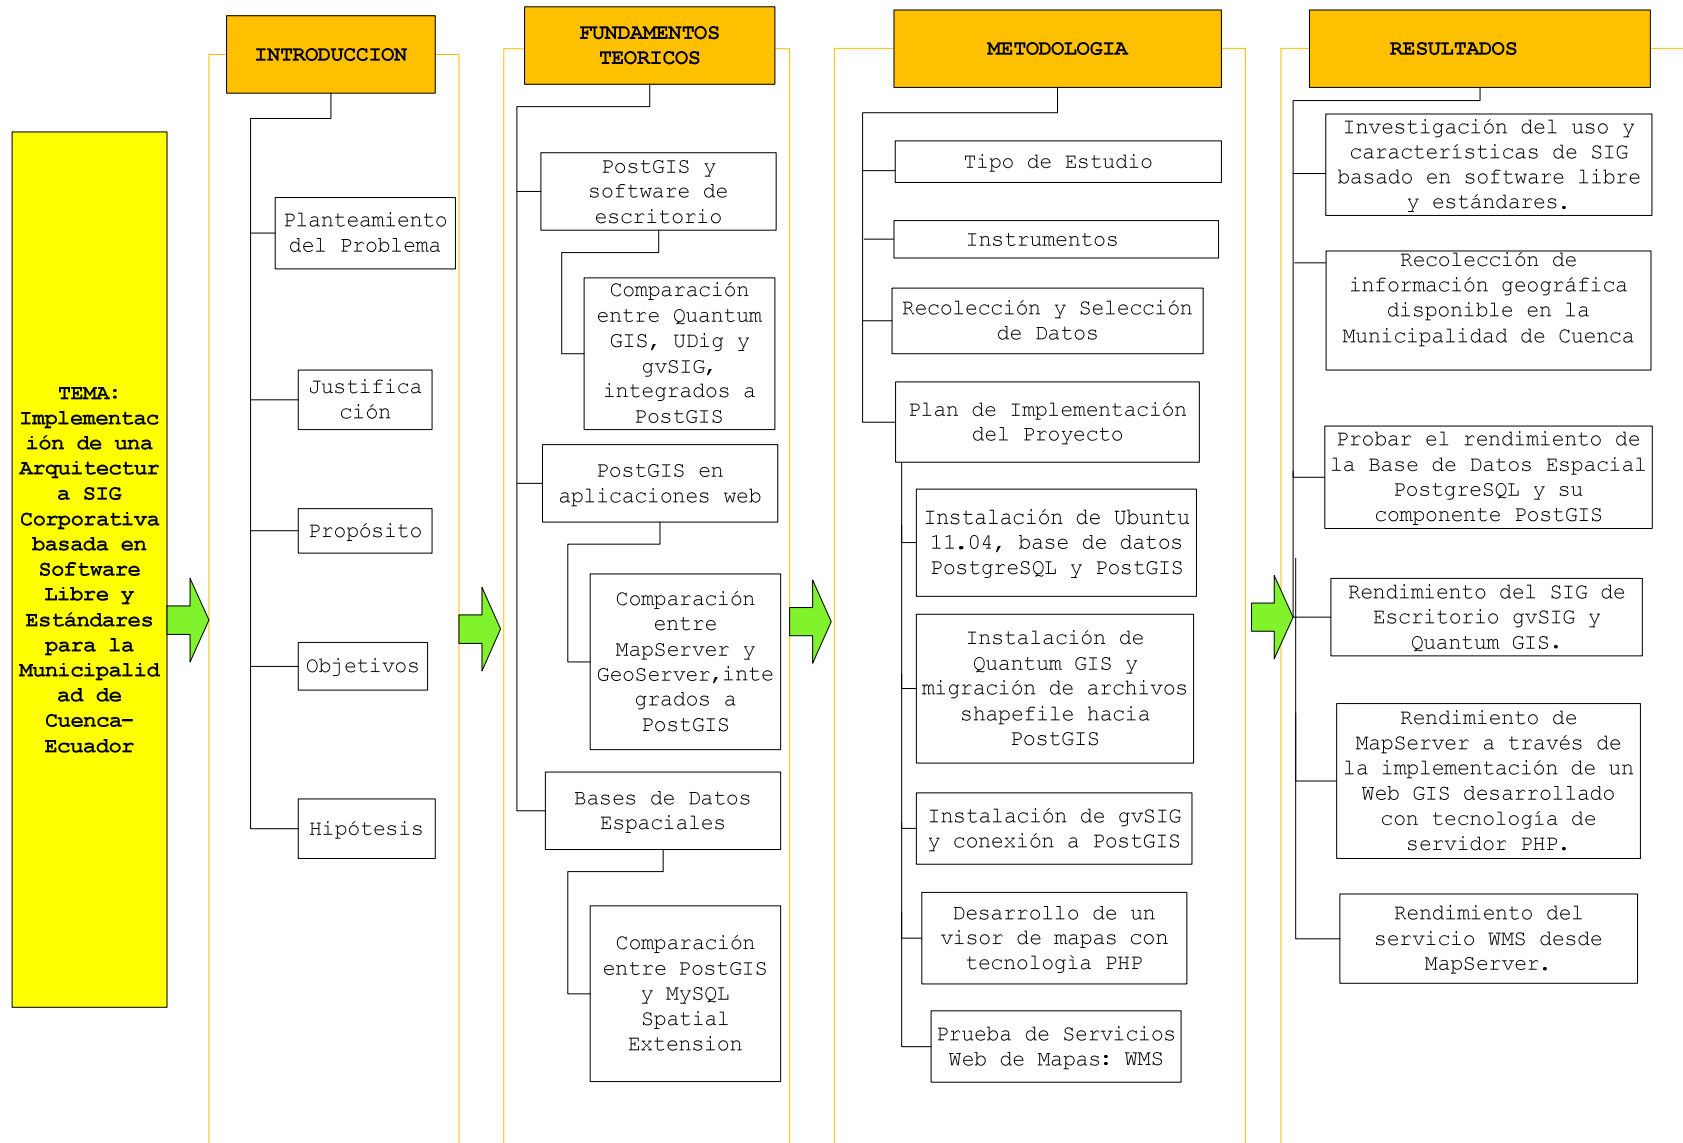 TEMA:
Implementac
ión de una
Arquitectur
a SIG
Corporativa
basada en
Software
Libre y
Estándares
para la
Municipalid
ad de
Cuenca-
Ecuador
INTRODUCCION
Planteamiento
del Problema
Justifica
ción
Propósito
Objetivos
Hipótesis
FUNDAMENTOS
TEORICOS
PostGIS y
software de
escritorio
Comparación
entre Quantum
GIS, UDig y
gvSIG,
integrados a
PostGIS
PostGIS en
aplicaciones web
Comparación
entre
MapServer y
GeoServer,inte
grados a
PostGIS
Bases de Datos
Espaciales
Comparación
entre PostGIS
y MySQL
Spatial
Extension
METODOLOGIA
Tipo de Estudio
Instrumentos
Recolección y Selección
de Datos
Plan de Implementación
del Proyecto
Instalación de Ubuntu
11.04, base de datos
PostgreSQL y PostGIS
Instalación de
Quantum GIS y
migración de archivos
shapefile hacia
PostGIS
Instalación de gvSIG
y conexión a PostGIS
Desarrollo de un
visor de mapas con
tecnologìa PHP
Prueba de Servicios
Web de Mapas: WMS
RESULTADOS
Investigación del uso y
características de SIG
basado en software libre
y estándares.
Recolección de
información geográfica
disponible en la
Municipalidad de Cuenca
Probar el rendimiento de
la Base de Datos Espacial
PostgreSQL y su
componente PostGIS
Rendimiento del SIG de
Escritorio gvSIG y
Quantum GIS.
Rendimiento de
MapServer a través de
la implementación de un
Web GIS desarrollado
con tecnología de
servidor PHP.
Rendimiento del
servicio WMS desde
MapServer.